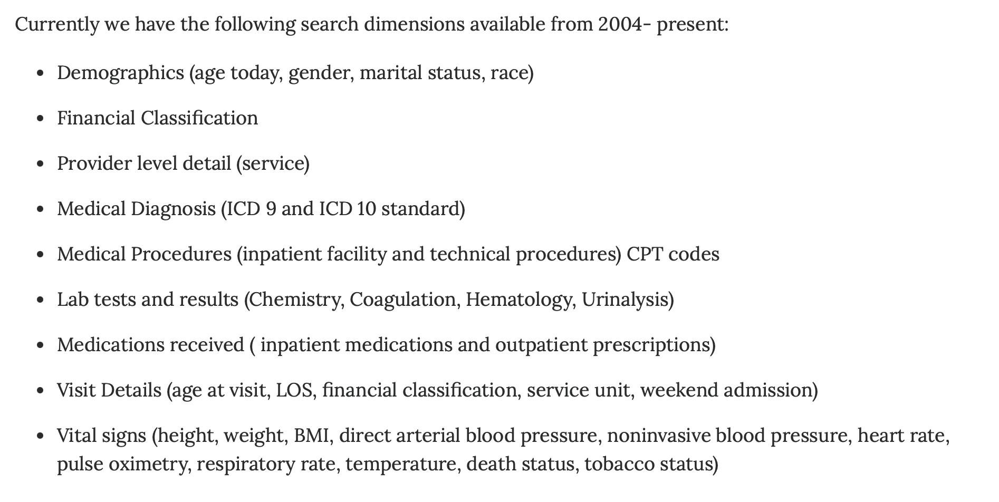 Currently we have the following search dimensions available from 2004- present:
• Demographics (age today, gender, marital status, race)
• Financial Classification
• Provider level detail (service)
• Medical Diagnosis (ICD 9 and ICD 10 standard)
• Medical Procedures (inpatient facility and technical procedures) CPT codes
• Lab tests and results (Chemistry, Coagulation, Hematology, Urinalysis)
• Medications received ( inpatient medications and outpatient prescriptions)
• Visit Details (age at visit, LOS, financial classification, service unit, weekend admission)
• Vital signs (height, weight, BMI, direct arterial blood pressure, noninvasive blood pressure, heart rate,
pulse oximetry, respiratory rate, temperature, death status, tobacco status)